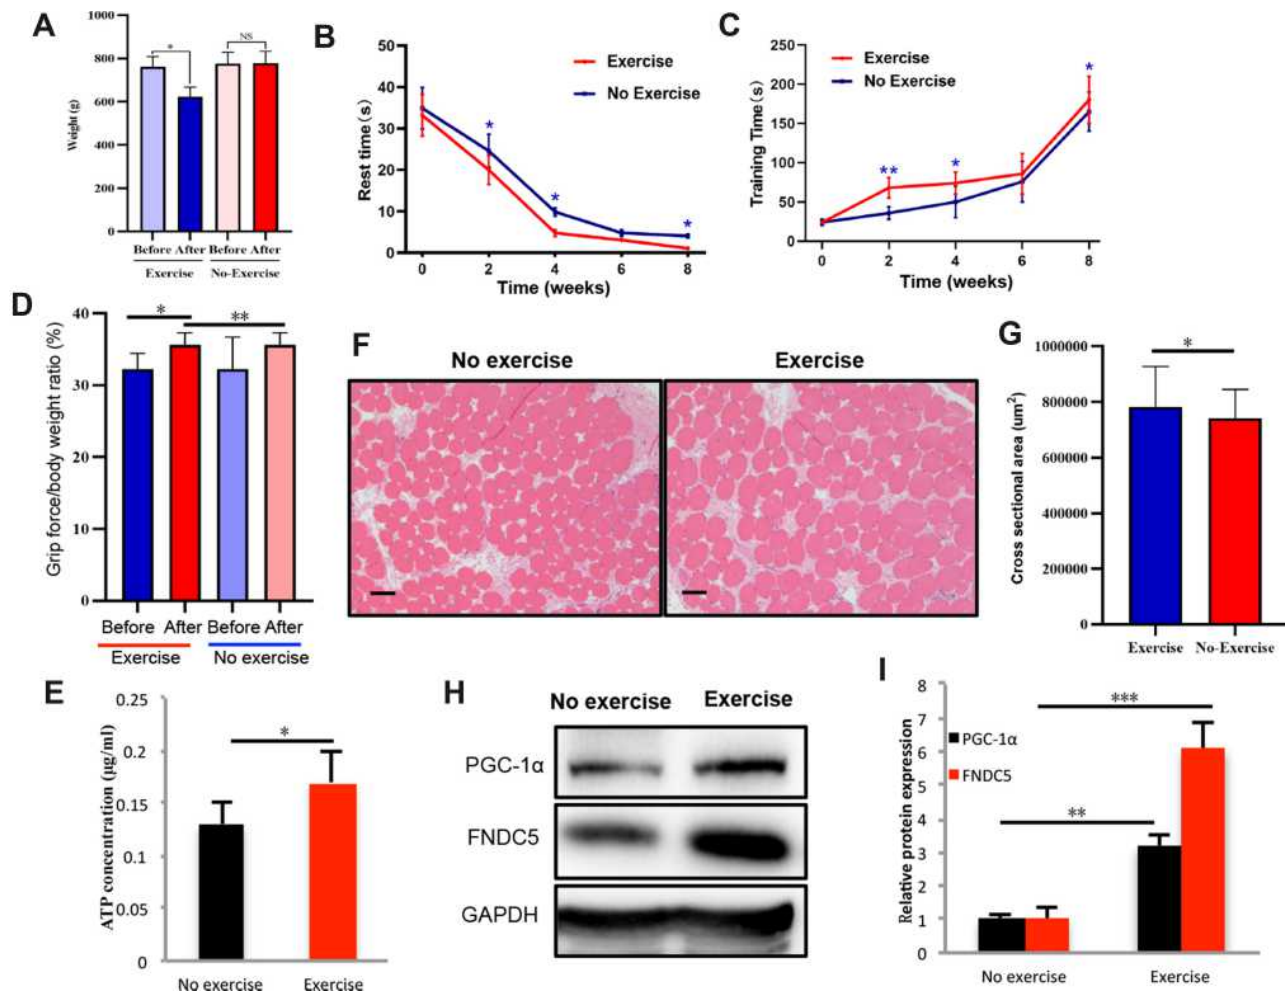 A
Weight (g)
1000
800
600
400
200
0
*
NS
Before After
Before After
Exercise
No-Exercise
B
Rest time(s)
50
40
30
20
10
0
Exercise
No Exercise
*
*
*
0 2 4 6 8
Time (weeks)
C
Training Time(s)
250
200
150
100
50
0
Exercise
No Exercise
**
*
*
0 2 4 6 8
Time (weeks)
D
Grip force/body weight ratio (%)
40
30
20
10
0
*
**
Before After
Before After
Exercise
No exercise
F
No exercise
Exercise
G
Cross sectional area (um²)
1000000
800000
600000
400000
200000
0
*
Exercise No-Exercise
E
ATP concentration (μg/ml)
0.25
0.2
0.15
0.1
0.05
0
*
No exercise Exercise
H
No exercise Exercise
PGC-1α
FNDC5
GAPDH
I
Relative protein expression
8
7
6
5
4
3
2
1
0
PGC-1α
FNDC5
***
**
No exercise Exercise